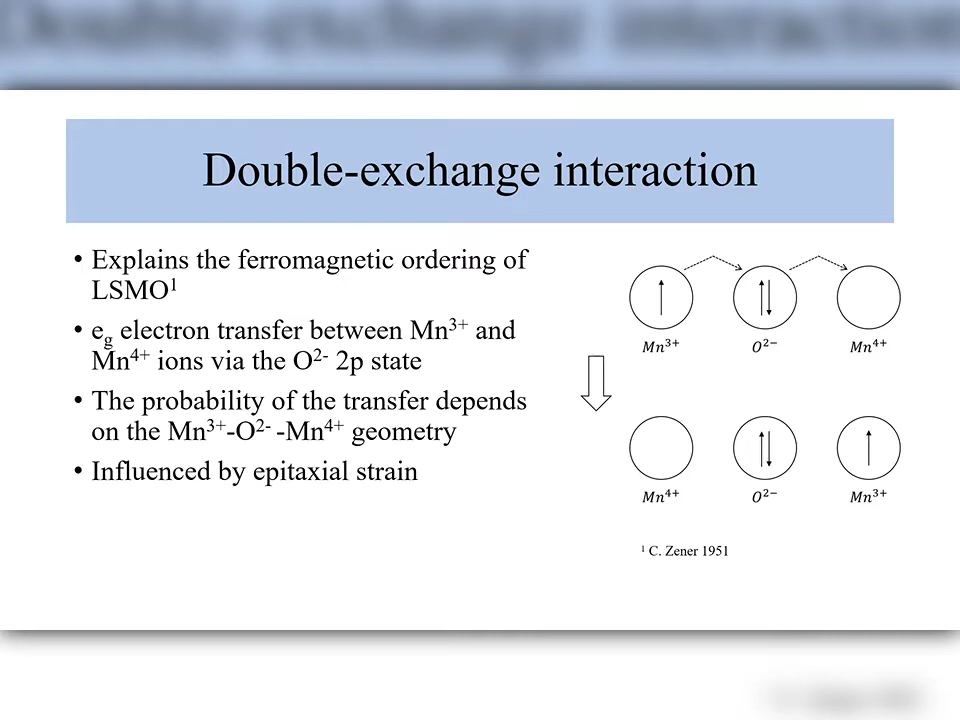 Double-exchange interaction
• Explains the ferromagnetic ordering of
LSMO¹
• e_g electron transfer between Mn³⁺ and
Mn⁴⁺ ions via the O²⁻ 2p state
• The probability of the transfer depends
on the Mn³⁺-O²⁻ -Mn⁴⁺ geometry
• Influenced by epitaxial strain
Mn³⁺ O²⁻ Mn⁴⁺
Mn⁴⁺ O²⁻ Mn³⁺
¹ C. Zener 1951